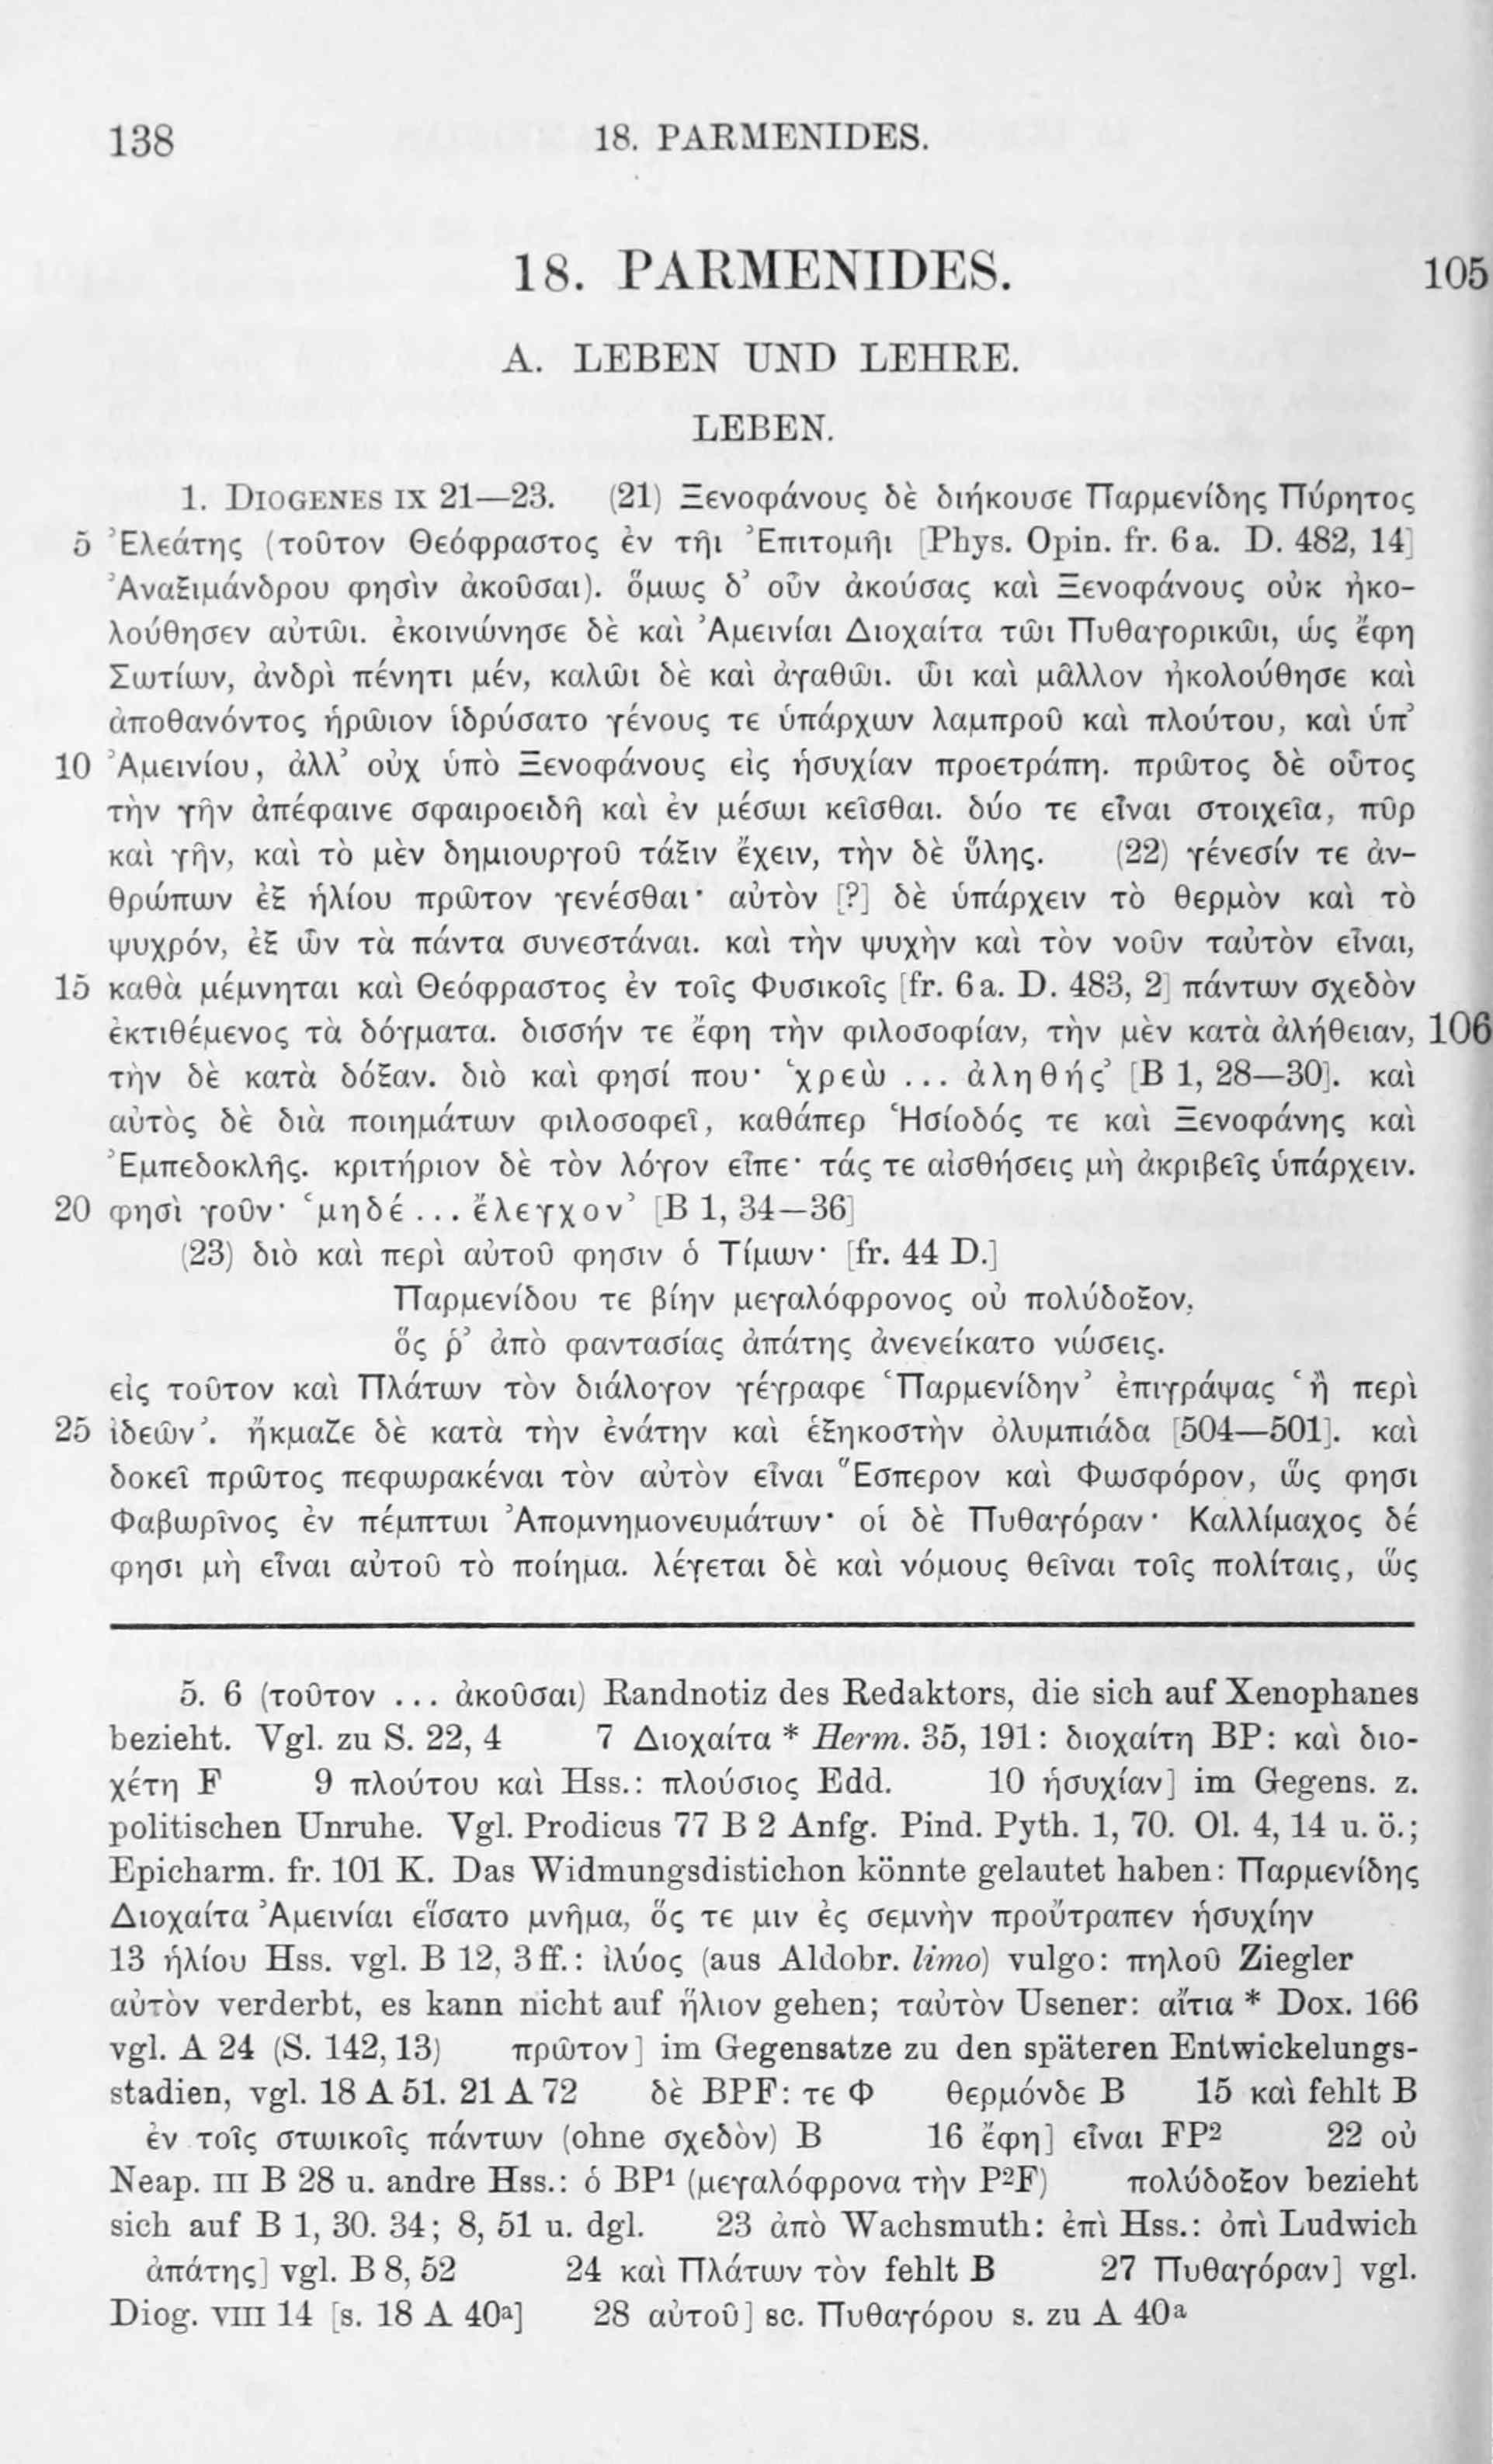 138 18. PARMENIDES.
18. PARMENIDES. 105
A. LEBEN UND LEHRE.
LEBEN.
1. DIOGENES IX 21—23. (21) Ξενοφάνους δὲ διήκουσε Παρμενίδης Πύρητος
5 Ἐλεάτης (τοῦτον Θεόφραστος ἐν τῆι Ἐπιτομῆι [Phys. Opin. fr. 6a. D. 482, 14]
Ἀναξιμάνδρου φησὶν ἀκοῦσαι). ὅμως δ’ οὖν ἀκούσας καὶ Ξενοφάνους οὐκ ἠκο-
λούθησεν αὐτῶι. ἐκοινώνησε δὲ καὶ Ἀμεινίαι Διοχαίτα τῶι Πυθαγορικῶι, ὡς ἔφη
Σωτίων, ἀνδρὶ πένητι μέν, καλῶι δὲ καὶ ἀγαθῶι. ὧι καὶ μᾶλλον ἠκολούθησε καὶ
ἀποθανόντος ἡρῶιον ἱδρύσατο γένους τε ὑπάρχων λαμπροῦ καὶ πλούτου, καὶ ὑπ’
10 Ἀμεινίου, ἀλλ’ οὐχ ὑπὸ Ξενοφάνους εἰς ἡσυχίαν προετράπη. πρῶτος δὲ οὗτος
τὴν γῆν ἀπέφαινε σφαιροειδῆ καὶ ἐν μέσωι κεῖσθαι. δύο τε εἶναι στοιχεῖα, πῦρ
καὶ γῆν, καὶ τὸ μὲν δημιουργοῦ τάξιν ἔχειν, τὴν δὲ ὕλης. (22) γένεσίν τε ἀν-
θρώπων ἐξ ἡλίου πρῶτον γενέσθαι· αὐτὸν [?] δὲ ὑπάρχειν τὸ θερμὸν καὶ τὸ
ψυχρόν, ἐξ ὧν τὰ πάντα συνεστάναι. καὶ τὴν ψυχὴν καὶ τὸν νοῦν ταὐτὸν εἶναι,
15 καθὰ μέμνηται καὶ Θεόφραστος ἐν τοῖς Φυσικοῖς [fr. 6a. D. 483, 2] πάντων σχεδὸν
ἐκτιθέμενος τὰ δόγματα. δισσήν τε ἔφη τὴν φιλοσοφίαν, τὴν μὲν κατὰ ἀλήθειαν, 106
τὴν δὲ κατὰ δόξαν. διὸ καὶ φησί που· ‘χρεὼ ... ἀληθής’ [B 1, 28—30]. καὶ
αὐτὸς δὲ διὰ ποιημάτων φιλοσοφεῖ, καθάπερ Ἡσίοδός τε καὶ Ξενοφάνης καὶ
Ἐμπεδοκλῆς. κριτήριον δὲ τὸν λόγον εἶπε· τάς τε αἰσθήσεις μὴ ἀκριβεῖς ὑπάρχειν.
20 φησὶ γοῦν· ‘μηδέ ... ἔλεγχον’ [B 1, 34—36]
(23) διὸ καὶ περὶ αὐτοῦ φησιν ὁ Τίμων· [fr. 44 D.]
Παρμενίδου τε βίην μεγαλόφρονος οὐ πολύδοξον,
ὅς ῥ’ ἀπὸ φαντασίας ἀπάτης ἀνενείκατο νώσεις.
εἰς τοῦτον καὶ Πλάτων τὸν διάλογον γέγραφε ‘Παρμενίδην’ ἐπιγράψας ‘ἢ περὶ
25 ἰδεῶν’. ἤκμαζε δὲ κατὰ τὴν ἐνάτην καὶ ἑξηκοστὴν ὀλυμπιάδα [504—501]. καὶ
δοκεῖ πρῶτος πεφωρακέναι τὸν αὐτὸν εἶναι Ἕσπερον καὶ Φωσφόρον, ὥς φησι
Φαβωρῖνος ἐν πέμπτωι Ἀπομνημονευμάτων· οἱ δὲ Πυθαγόραν· Καλλίμαχος δέ
φησι μὴ εἶναι αὐτοῦ τὸ ποίημα. λέγεται δὲ καὶ νόμους θεῖναι τοῖς πολίταις, ὥς
5. 6 (τοῦτον ... ἀκοῦσαι) Randnotiz des Redaktors, die sich auf Xenophanes
bezieht. Vgl. zu S. 22, 4 7 Διοχαίτα * Herm. 35, 191: διοχαίτη BP: καὶ διο-
χέτη F 9 πλούτου καὶ Hss.: πλούσιος Edd. 10 ἡσυχίαν] im Gegens. z.
politischen Unruhe. Vgl. Prodicus 77 B 2 Anfg. Pind. Pyth. 1, 70. Ol. 4, 14 u. ö.;
Epicharm. fr. 101 K. Das Widmungsdistichon könnte gelautet haben: Παρμενίδης
Διοχαίτα Ἀμεινίαι εἵσατο μνῆμα, ὅς τε μιν ἐς σεμνὴν προὔτραπεν ἡσυχίην
13 ἡλίου Hss. vgl. B 12, 3 ff.: ἰλύος (aus Aldobr. limo) vulgo: πηλοῦ Ziegler
αὐτὸν verderbt, es kann nicht auf ἥλιον gehen; ταὐτὸν Usener: αἴτια * Dox. 166
vgl. A 24 (S. 142, 13) πρῶτον] im Gegensatze zu den späteren Entwickelungs-
stadien, vgl. 18 A 51. 21 A 72 δὲ BPF: τε Φ θερμόνδε B 15 καὶ fehlt B
ἐν τοῖς στωικοῖς πάντων (ohne σχεδὸν) B 16 ἔφη] εἶναι FP² 22 οὐ
Neap. III B 28 u. andre Hss.: ὁ BP¹ (μεγαλόφρονα τὴν P²F) πολύδοξον bezieht
sich auf B 1, 30. 34; 8, 51 u. dgl. 23 ἀπὸ Wachsmuth: ἐπὶ Hss.: ὀπὶ Ludwich
ἀπάτης] vgl. B 8, 52 24 καὶ Πλάτων τὸν fehlt B 27 Πυθαγόραν] vgl.
Diog. VIII 14 [s. 18 A 40a] 28 αὐτοῦ] sc. Πυθαγόρου s. zu A 40a